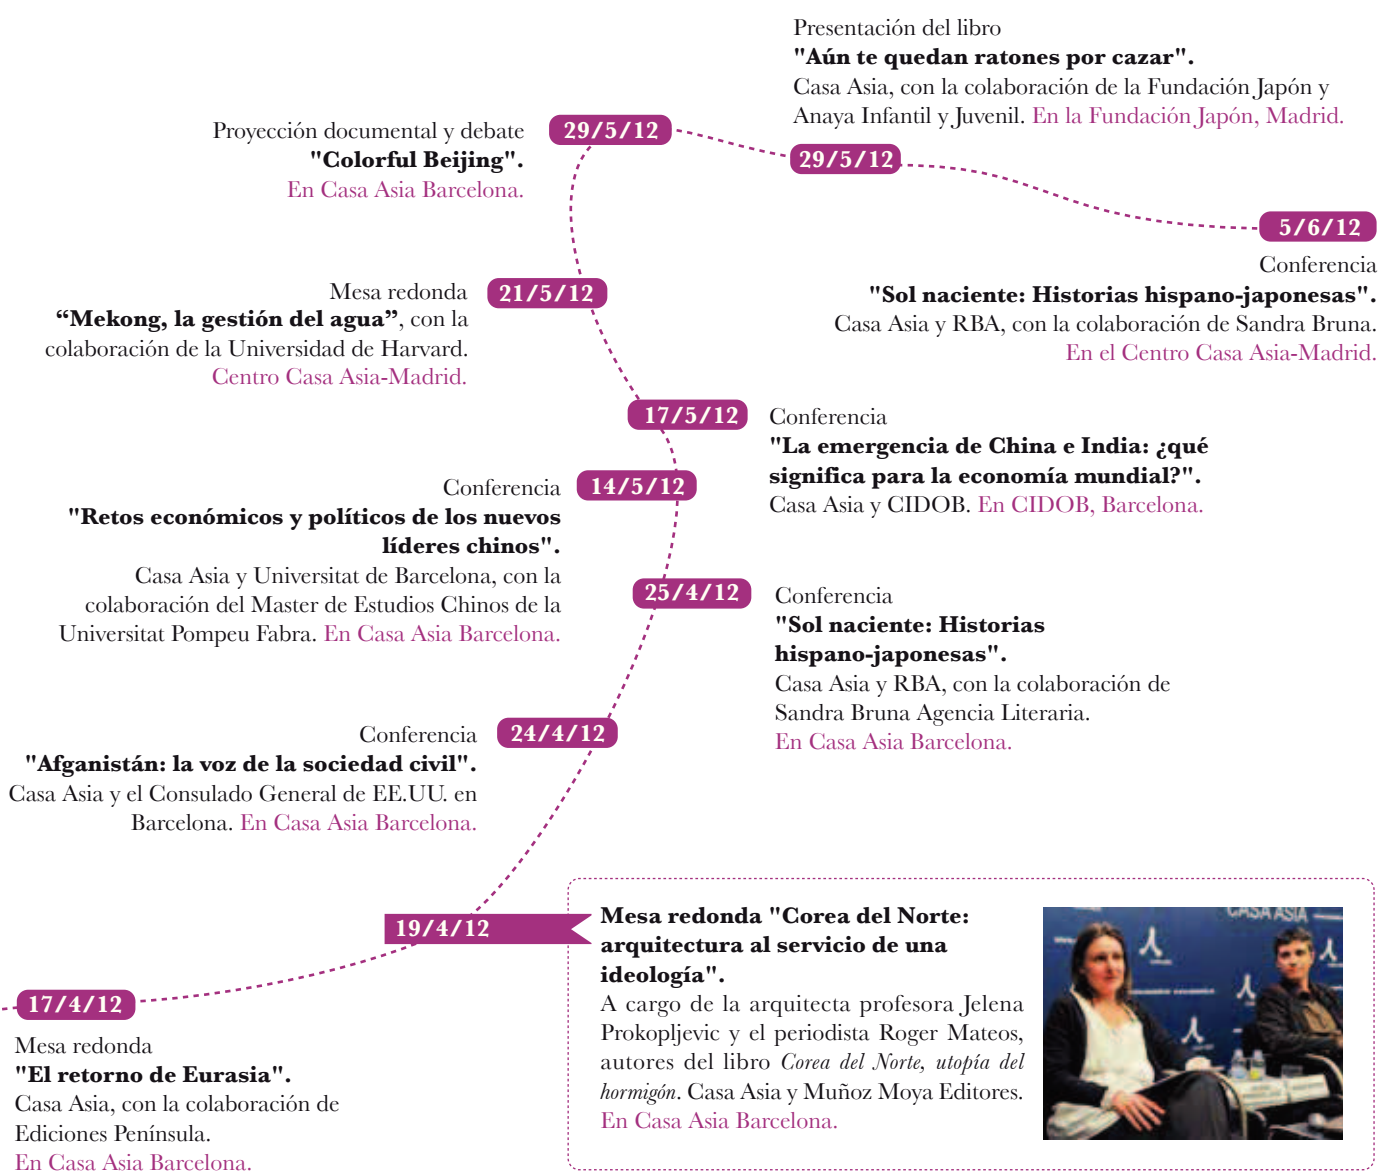 Presentación del libro
"Aún te quedan ratones por cazar".
Casa Asia, con la colaboración de la Fundación Japón y
Anaya Infantil y Juvenil. En la Fundación Japón, Madrid.
29/5/12
Proyección documental y debate
"Colorful Beijing".
En Casa Asia Barcelona.
29/5/12
5/6/12
Conferencia
"Sol naciente: Historias hispano-japonesas".
Casa Asia y RBA, con la colaboración de Sandra Bruna.
En el Centro Casa Asia-Madrid.
21/5/12
Mesa redonda
“Mekong, la gestión del agua”, con la
colaboración de la Universidad de Harvard.
Centro Casa Asia-Madrid.
17/5/12
Conferencia
"La emergencia de China e India: ¿qué
significa para la economía mundial?".
Casa Asia y CIDOB. En CIDOB, Barcelona.
14/5/12
Conferencia
"Retos económicos y políticos de los nuevos
líderes chinos".
Casa Asia y Universitat de Barcelona, con la
colaboración del Master de Estudios Chinos de la
Universitat Pompeu Fabra. En Casa Asia Barcelona.
25/4/12
Conferencia
"Sol naciente: Historias
hispano-japonesas".
Casa Asia y RBA, con la colaboración de
Sandra Bruna Agencia Literaria.
En Casa Asia Barcelona.
24/4/12
Conferencia
"Afganistán: la voz de la sociedad civil".
Casa Asia y el Consulado General de EE.UU. en
Barcelona. En Casa Asia Barcelona.
19/4/12
Mesa redonda "Corea del Norte:
arquitectura al servicio de una
ideología".
A cargo de la arquitecta profesora Jelena
Prokopljevic y el periodista Roger Mateos,
autores del libro Corea del Norte, utopía del
hormigón. Casa Asia y Muñoz Moya Editores.
En Casa Asia Barcelona.
CASA ASIA
17/4/12
Mesa redonda
"El retorno de Eurasia".
Casa Asia, con la colaboración de
Ediciones Península.
En Casa Asia Barcelona.